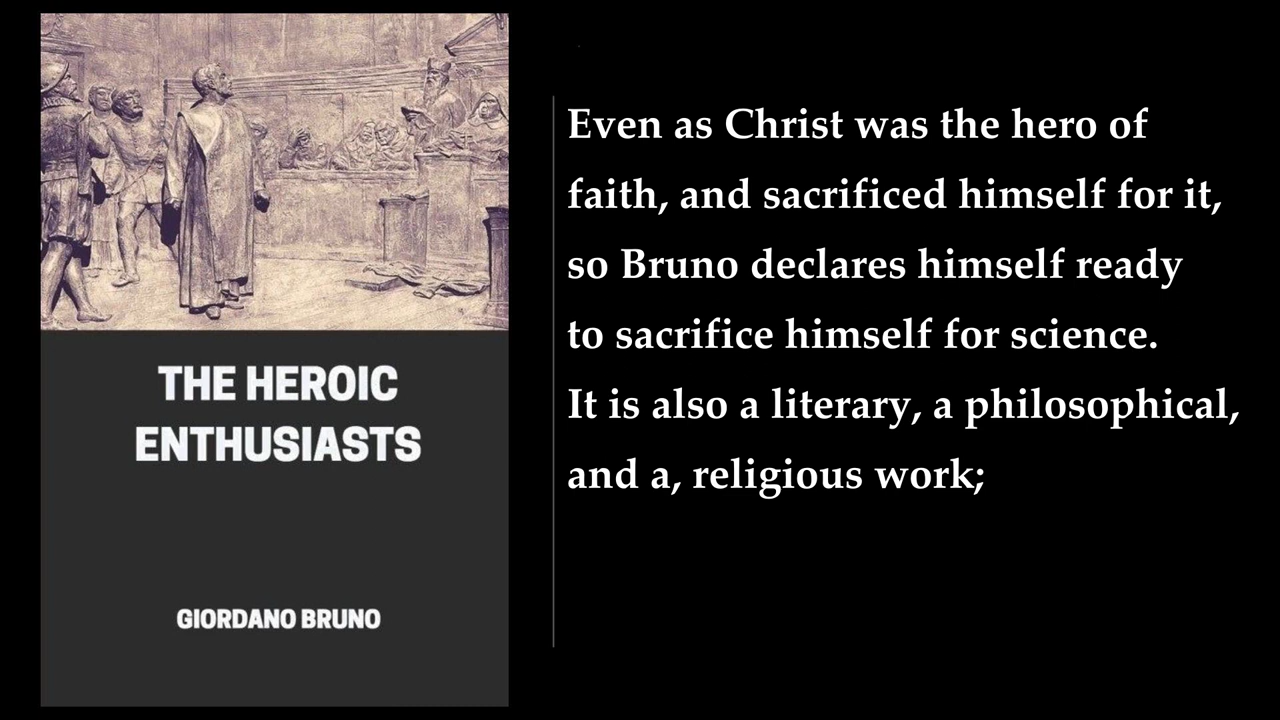 THE HEROIC
ENTHUSIASTS
GIORDANO BRUNO
Even as Christ was the hero of
faith, and sacrificed himself for it,
so Bruno declares himself ready
to sacrifice himself for science.
It is also a literary, a philosophical,
and a, religious work;